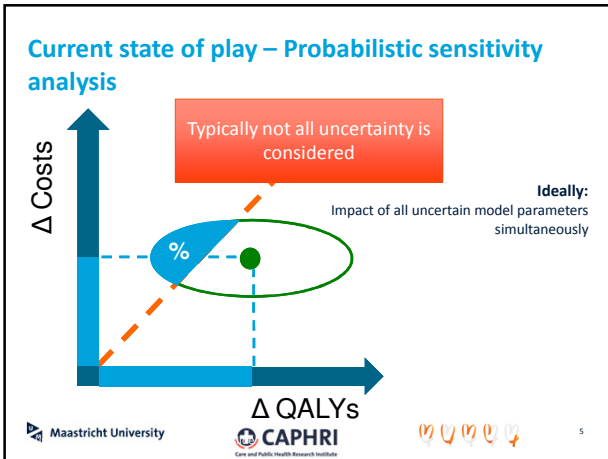 Current state of play – Probabilistic sensitivity
analysis
Typically not all uncertainty is
considered
Δ Costs
%
Ideally:
Impact of all uncertain model parameters
simultaneously
Δ QALYs
Maastricht University
CAPHRI
Care and Public Health Research Institute
5